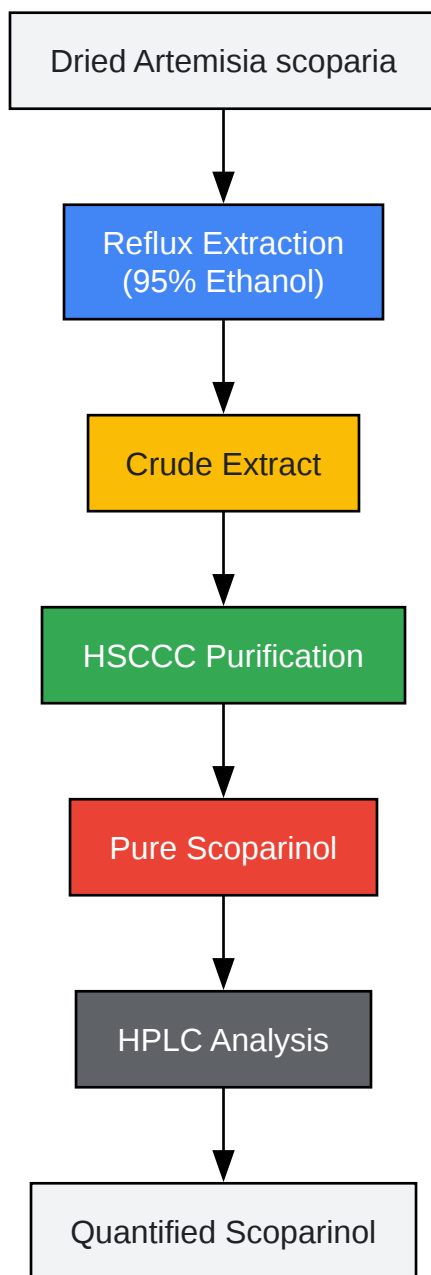 Dried Artemisia scoparia
Reflux Extraction
(95% Ethanol)
Crude Extract
HSCCC Purification
Pure Scoparinol
HPLC Analysis
Quantified Scoparinol